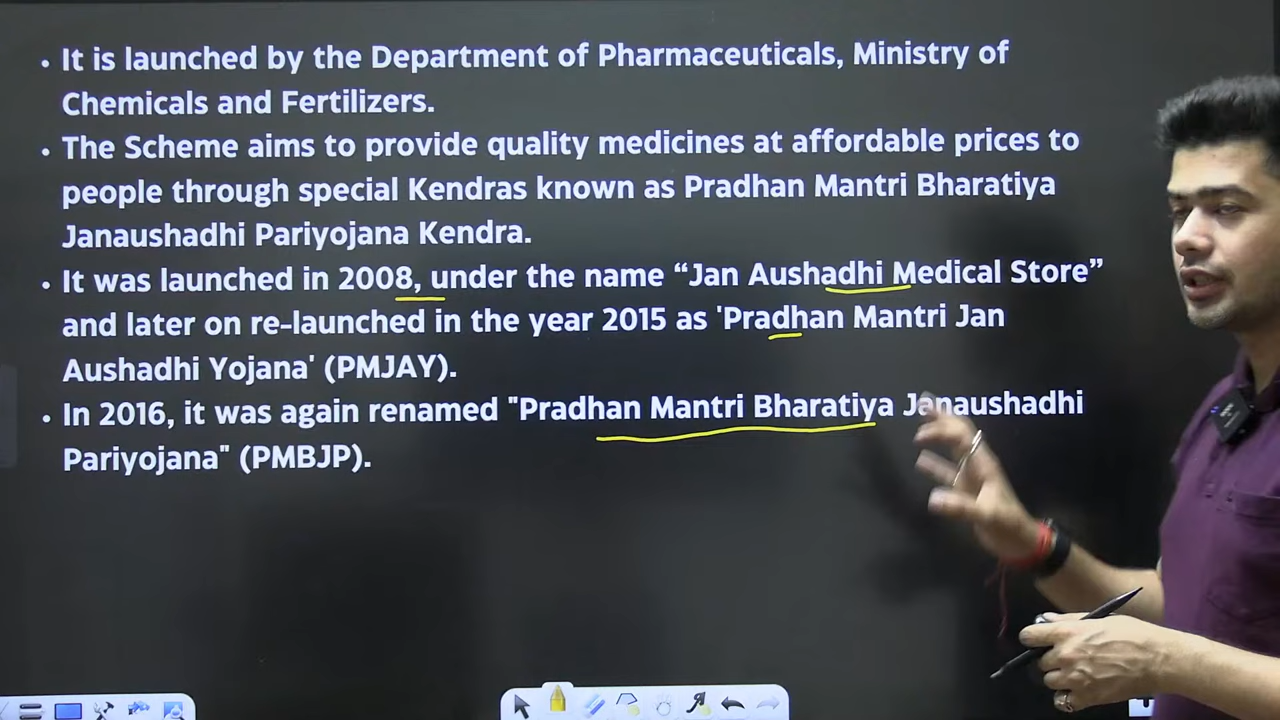 • It is launched by the Department of Pharmaceuticals, Ministry of
Chemicals and Fertilizers.
• The Scheme aims to provide quality medicines at affordable prices to
people through special Kendras known as Pradhan Mantri Bharatiya
Janaushadhi Pariyojana Kendra.
• It was launched in 2008, under the name “Jan Aushadhi Medical Store”
and later on re-launched in the year 2015 as 'Pradhan Mantri Jan
Aushadhi Yojana' (PMJAY).
• In 2016, it was again renamed "Pradhan Mantri Bharatiya Janaushadhi
Pariyojana" (PMBJP).